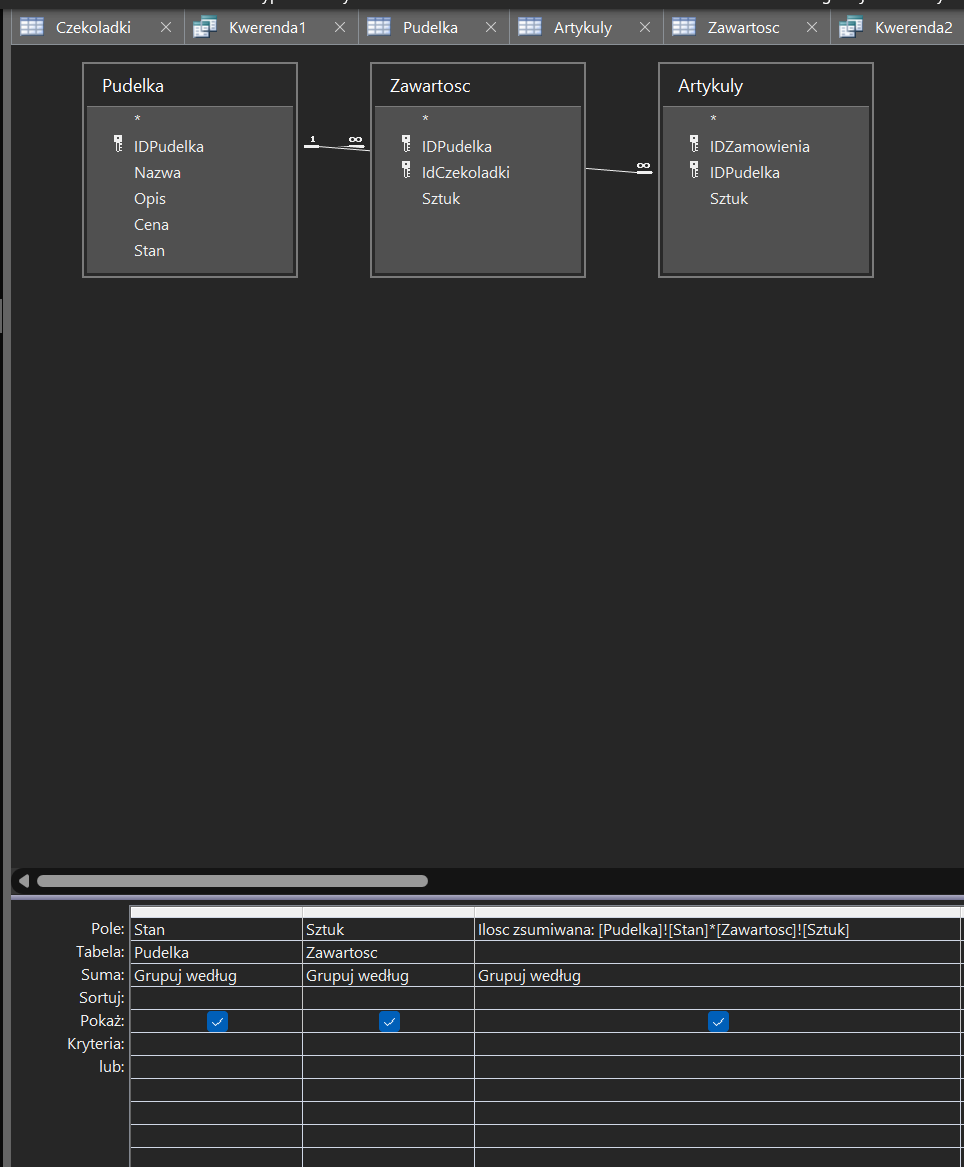 Czekoladki Kwerenda1 Pudelka Artykuly Zawartosc Kwerenda2
Pudelka
*
IDPudelka
Nazwa
Opis
Cena
Stan
1 ∞
Zawartosc
*
IDPudelka
IdCzekoladki
Sztuk
∞
Artykuly
*
IDZamowienia
IDPudelka
Sztuk
Pole: Stan Sztuk Ilosc zsumiwana: [Pudelka]![Stan]*[Zawartosc]![Sztuk]
Tabela: Pudelka Zawartosc
Suma: Grupuj według Grupuj według Grupuj według
Sortuj:
Pokaż:
Kryteria:
lub: